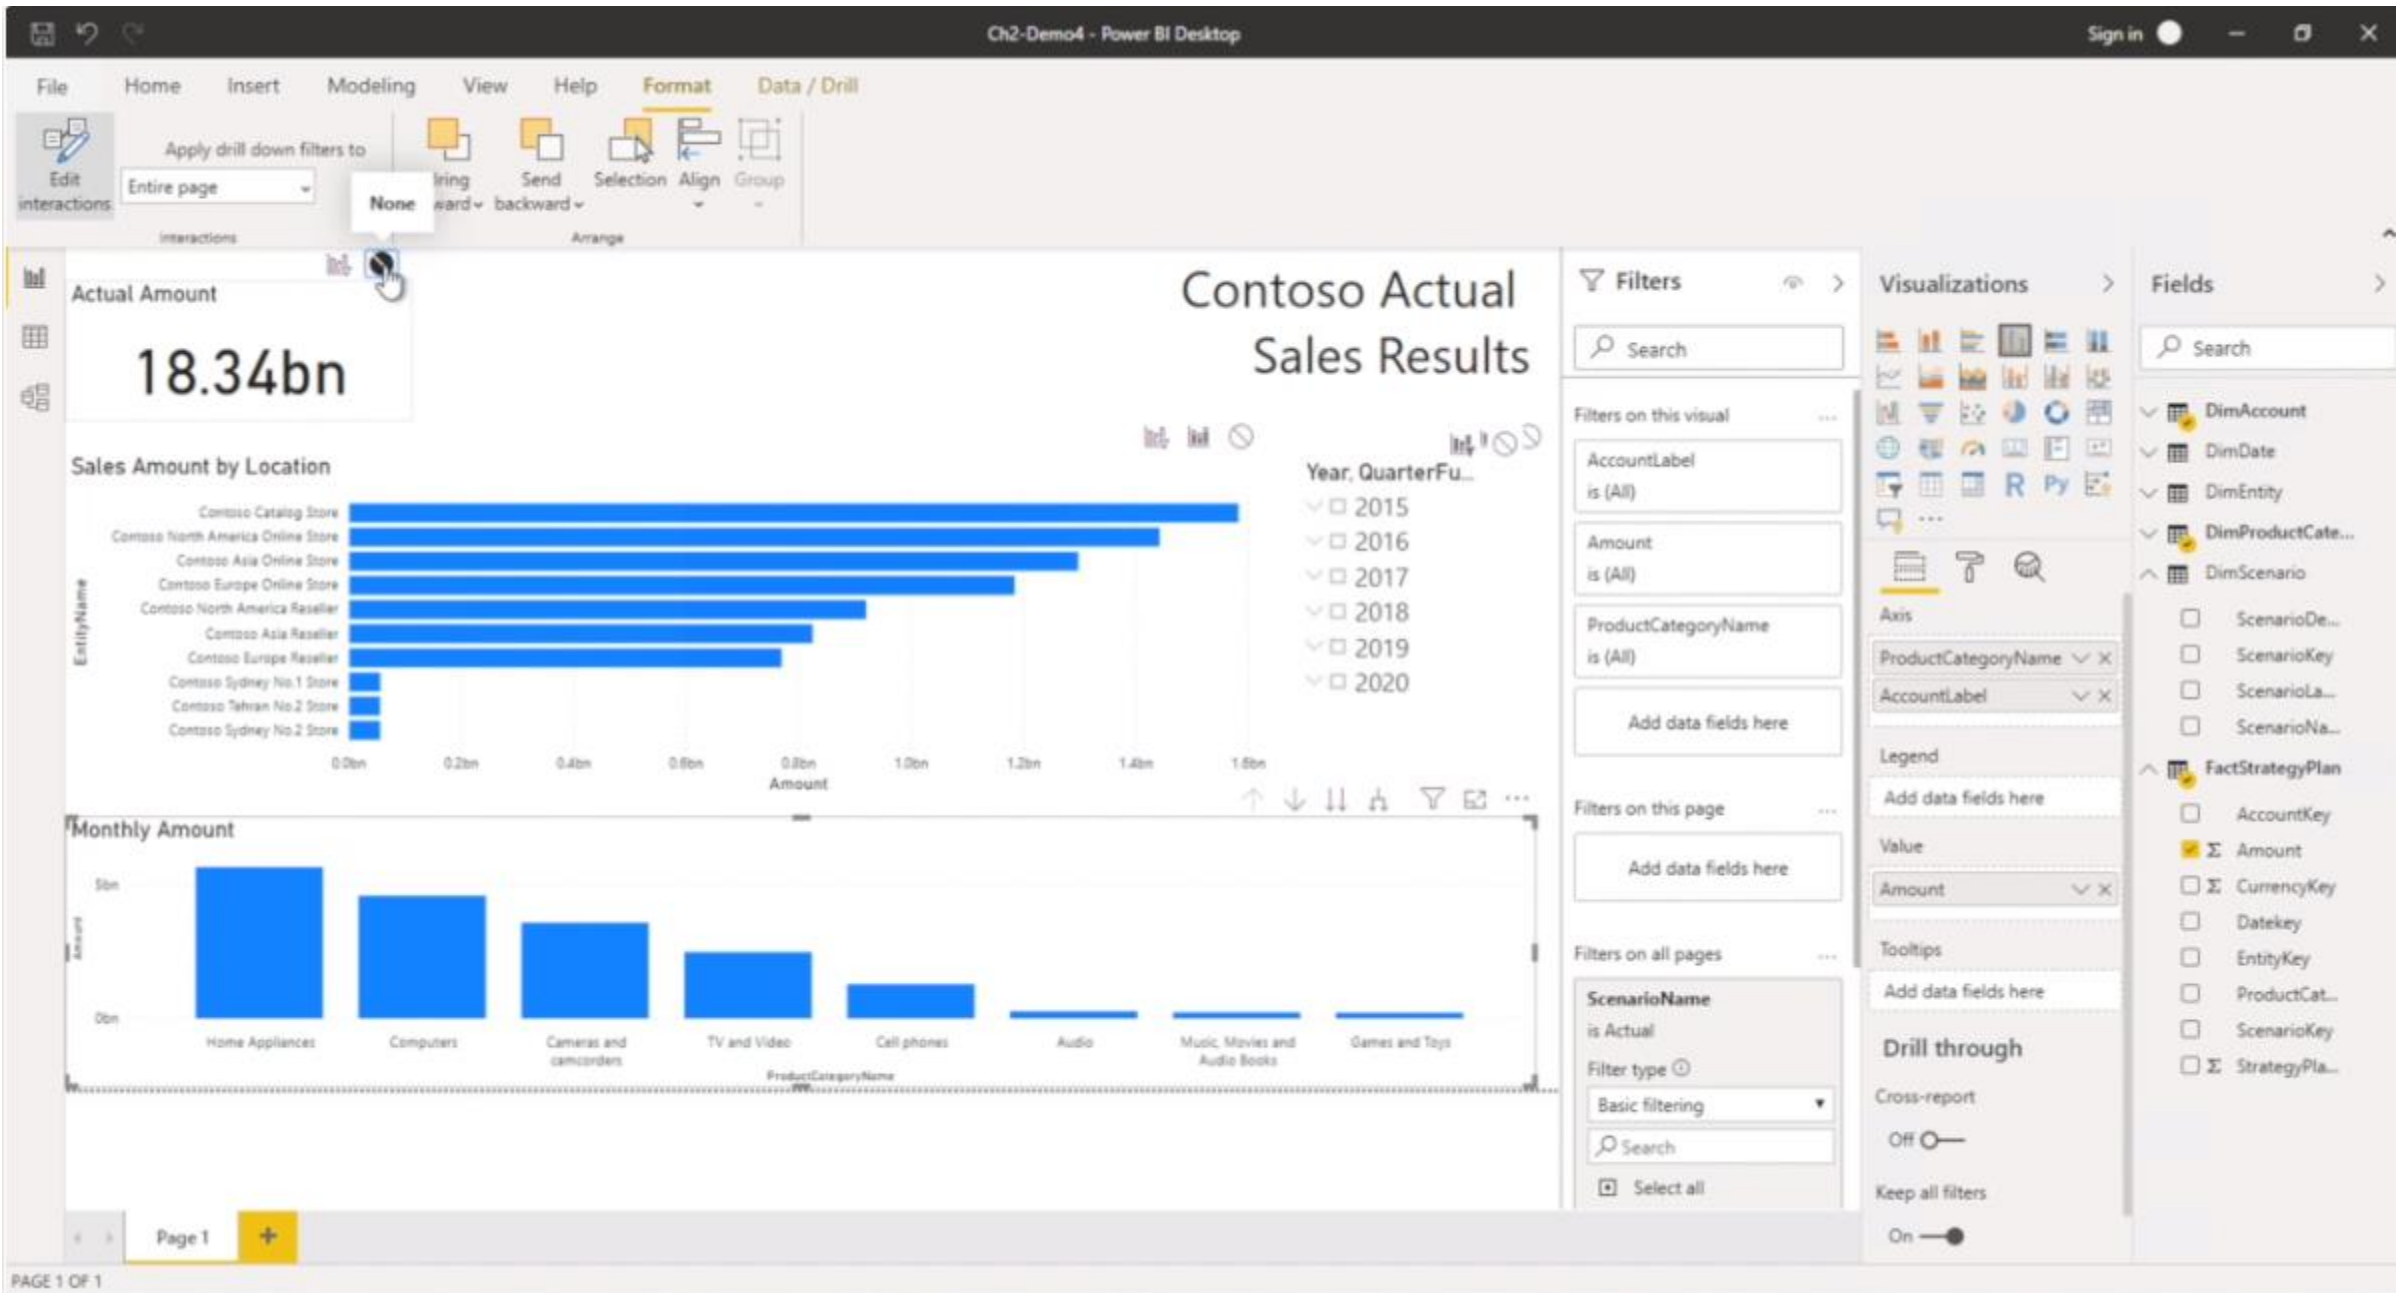 Ch2-Demo4 - Power BI Desktop
Sign in
File
Home
Insert
Modeling
View
Help
Format
Data / Drill
Edit
interactions
Apply drill down filters to
Entire page
Interactions
None
ward
Send
backward
Selection
Align
Group
Arrange
Actual Amount
18.34bn
Contoso Actual
Sales Results
Sales Amount by Location
EntityName
Contoso Catalog Store
Contoso North America Online Store
Contoso Asia Online Store
Contoso Europe Online Store
Contoso North America Reseller
Contoso Asia Reseller
Contoso Europe Reseller
Contoso Sydney No.1 Store
Contoso Tehran No.2 Store
Contoso Sydney No.2 Store
0.0bn
0.2bn
0.4bn
0.6bn
0.8bn
1.0bn
1.2bn
1.4bn
1.6bn
Amount
Year, QuarterFu...
2015
2016
2017
2018
2019
2020
Monthly Amount
Amount
5bn
0bn
Home Appliances
Computers
Cameras and
camcorders
TV and Video
Cell phones
Audio
Music, Movies and
Audio Books
Games and Toys
ProductCategoryName
Page 1
PAGE 1 OF 1
Filters
Search
Filters on this visual
AccountLabel
is (All)
Amount
is (All)
ProductCategoryName
is (All)
Add data fields here
Filters on this page
Add data fields here
Filters on all pages
ScenarioName
is Actual
Filter type
Basic filtering
Search
Select all
Visualizations
R
Py
Axis
ProductCategoryName
AccountLabel
Legend
Add data fields here
Value
Amount
Tooltips
Add data fields here
Drill through
Cross-report
Off
Keep all filters
On
Fields
Search
DimAccount
DimDate
DimEntity
DimProductCate...
DimScenario
ScenarioDe...
ScenarioKey
ScenarioLa...
ScenarioNa...
FactStrategyPlan
AccountKey
Σ Amount
Σ CurrencyKey
Datekey
EntityKey
ProductCat...
ScenarioKey
Σ StrategyPla...